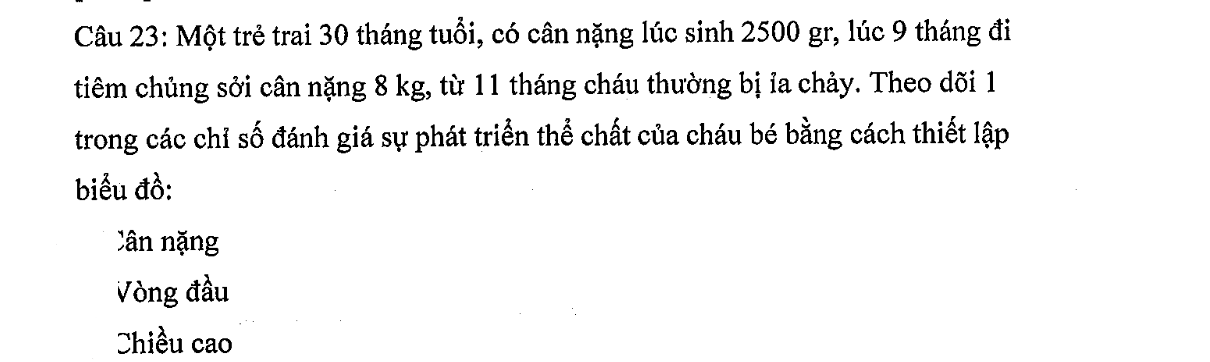 Câu 23: Một trẻ trai 30 tháng tuổi, có cân nặng lúc sinh 2500 gr, lúc 9 tháng đi
tiêm chủng sởi cân nặng 8 kg, từ 11 tháng cháu thường bị ỉa chảy. Theo dõi 1
trong các chỉ số đánh giá sự phát triển thể chất của cháu bé bằng cách thiết lập
biểu đồ:
Cân nặng
Vòng đầu
Chiều cao